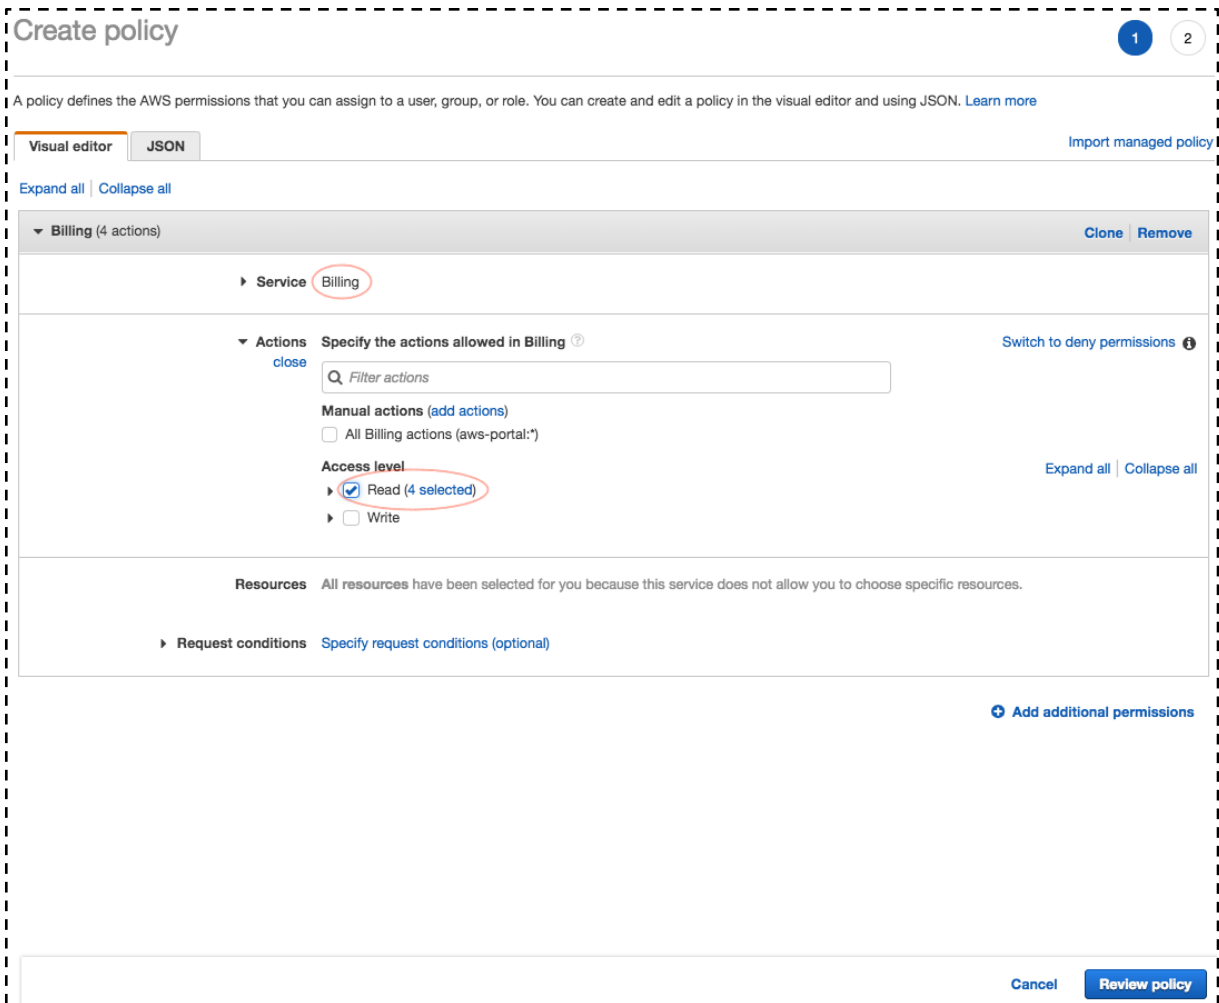 Create policy
1
2
A policy defines the AWS permissions that you can assign to a user, group, or role. You can create and edit a policy in the visual editor and using JSON. Learn more
Visual editor
JSON
Import managed policy
Expand all | Collapse all
Billing (4 actions)
Clone | Remove
Service Billing
Actions Specify the actions allowed in Billing ?
Switch to deny permissions i
close
Filter actions
Manual actions (add actions)
All Billing actions (aws-portal:*)
Access level
Expand all | Collapse all
Read (4 selected)
Write
Resources All resources have been selected for you because this service does not allow you to choose specific resources.
Request conditions Specify request conditions (optional)
Add additional permissions
Cancel
Review policy